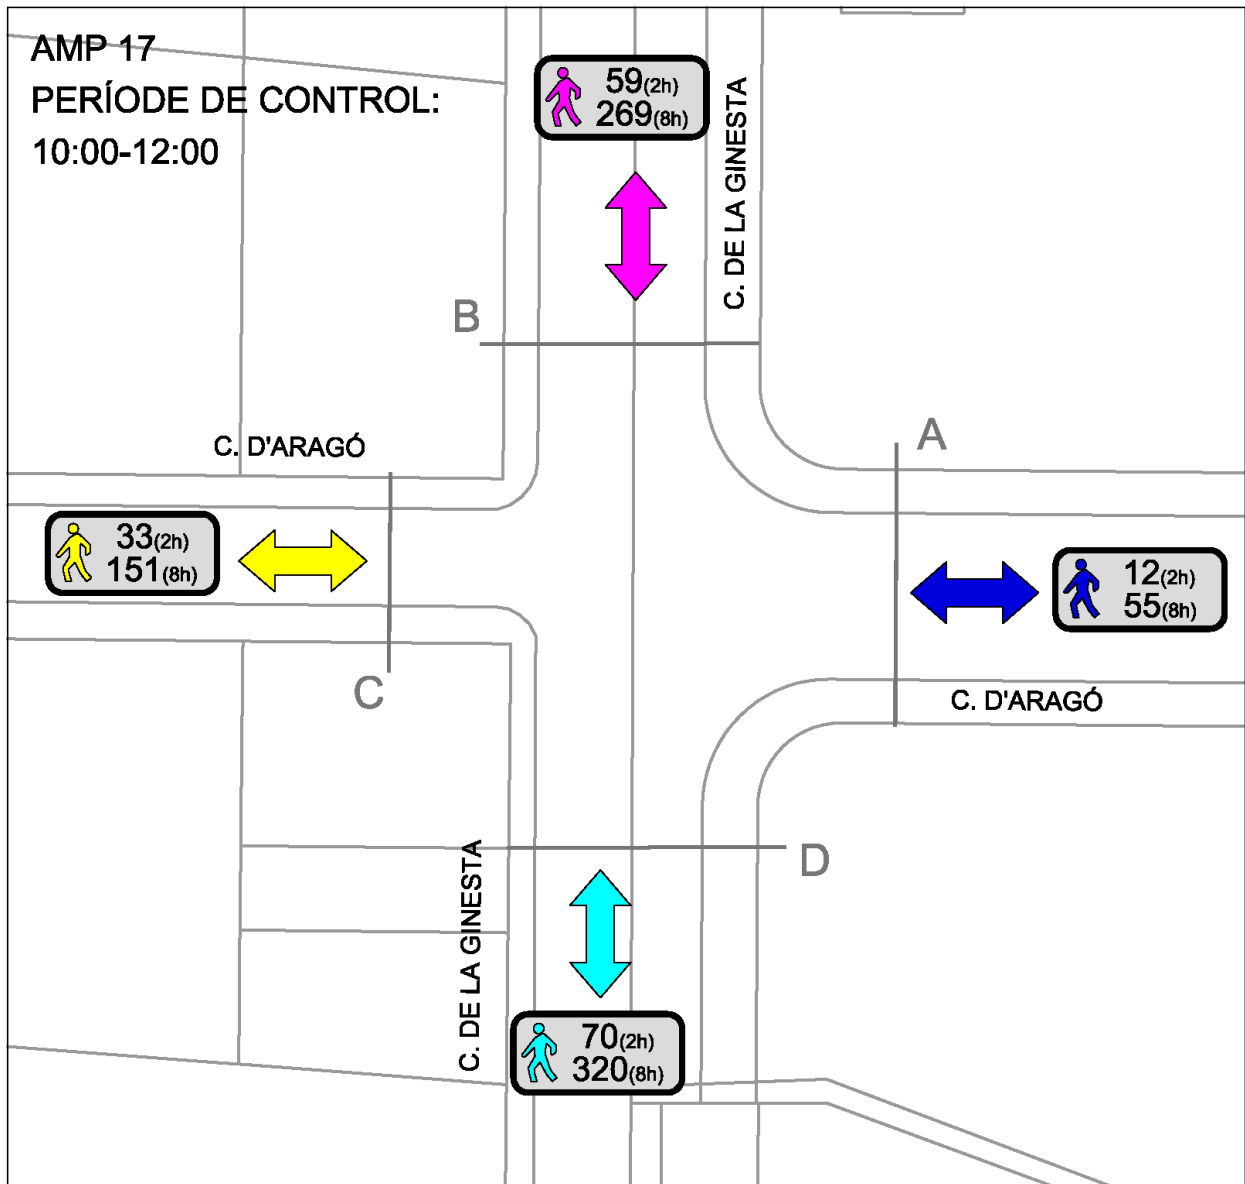 AMP 17
PERÍODE DE CONTROL:
10:00-12:00
59(2h)
269(8h)
C. DE LA GINESTA
B
A
C. D'ARAGÓ
33(2h)
151(8h)
12(2h)
55(8h)
C
C. D'ARAGÓ
D
C. DE LA GINESTA
70(2h)
320(8h)